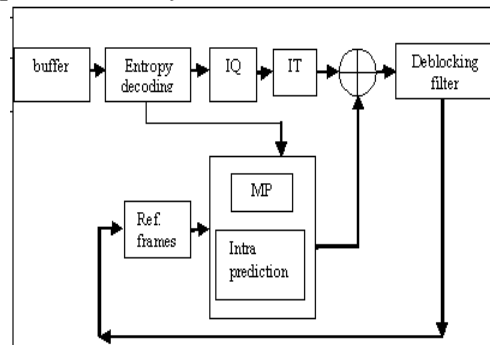 buffer
Entropy
decoding
IQ
IT
Deblocking
filter
MP
Ref.
frames
Intra
prediction